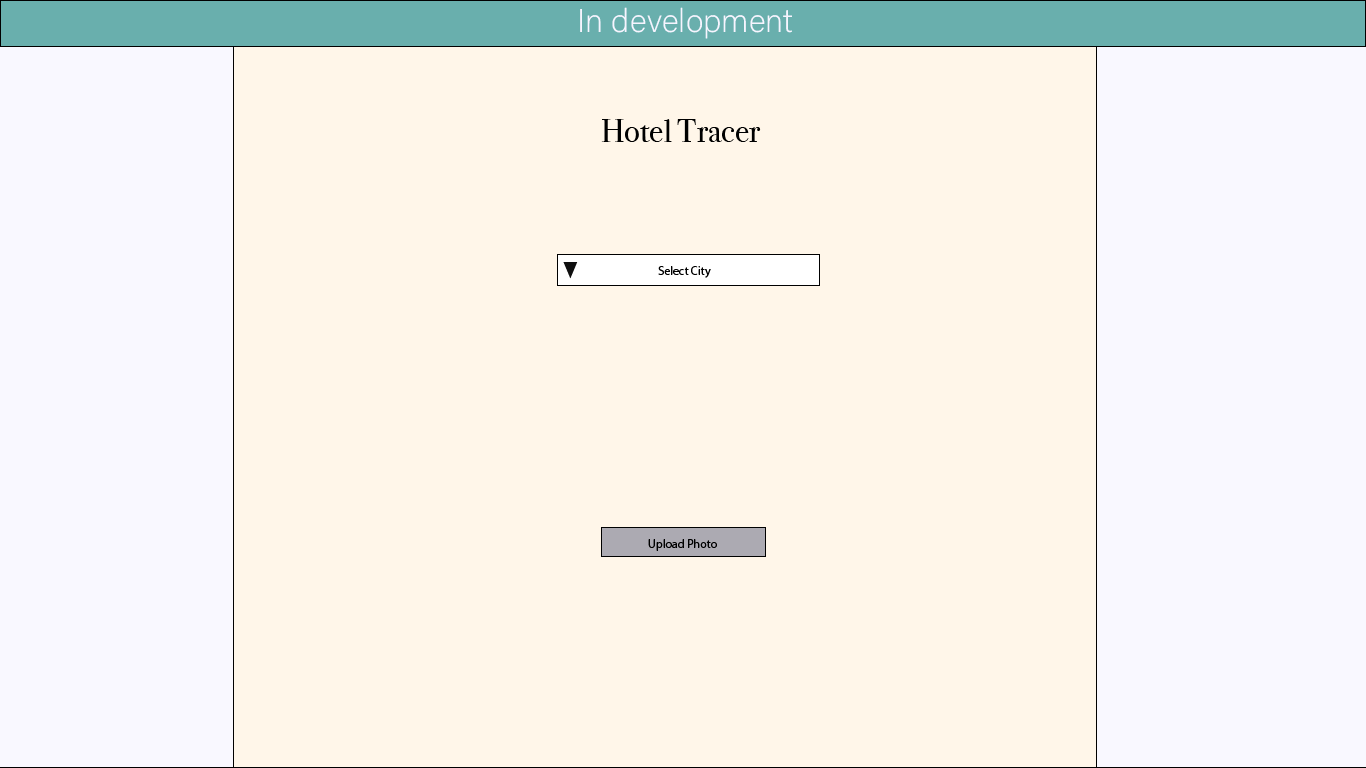 In development
Hotel Tracer
Select City
Upload Photo